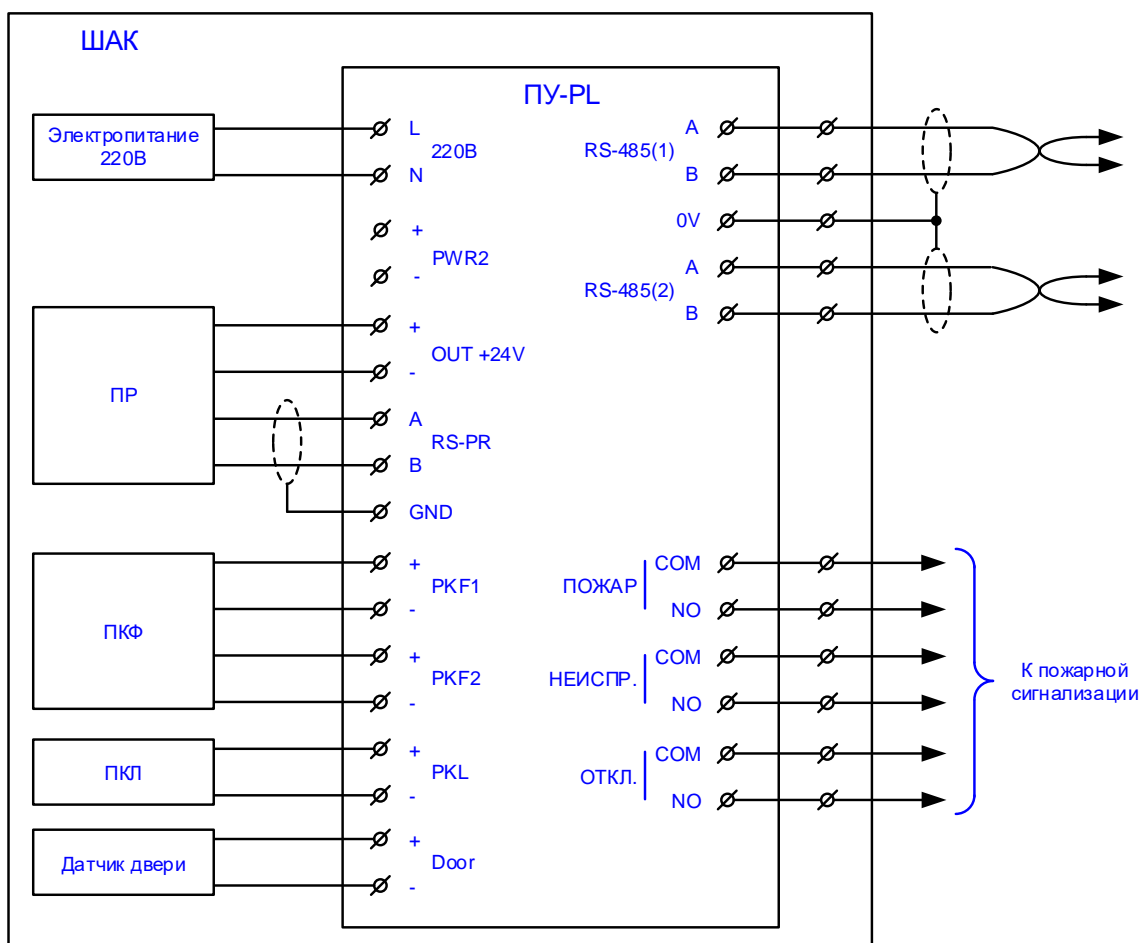 ШАК
ПУ-PL
Электропитание
220В
L
220В
N
+
PWR2
-
ПР
+
OUT +24V
-
A
RS-PR
B
GND
ПКФ
+
PKF1
-
+
PKF2
-
ПКЛ
+
PKL
-
Датчик двери
+
Door
-
A
RS-485(1)
B
0V
A
RS-485(2)
B
COM
ПОЖАР
NO
COM
НЕИСПР.
NO
COM
ОТКЛ.
NO
К пожарной
сигнализации